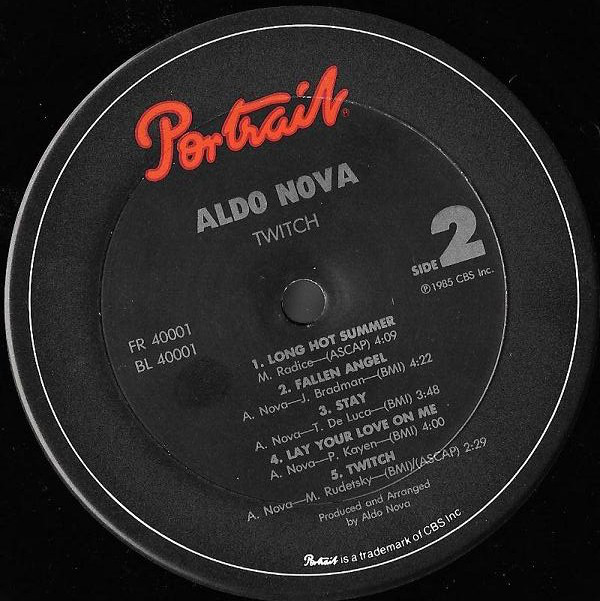 Portrait®
ALDO NOVA
TWITCH
SIDE 2
℗1985 CBS Inc.
FR 40001
BL 40001
1. LONG HOT SUMMER
M. Radice—(ASCAP) 4:09
2. FALLEN ANGEL
A. Nova—J. Bradman—(BMI) 4:22
3. STAY
A. Nova—T. De Luca—(BMI) 3:48
4. LAY YOUR LOVE ON ME
A. Nova—P. Kayen—(BMI) 4:00
5. TWITCH
A. Nova—M. Rudetsky—(BMI)/(ASCAP) 2:29
Produced and Arranged
by Aldo Nova
Portrait is a trademark of CBS Inc